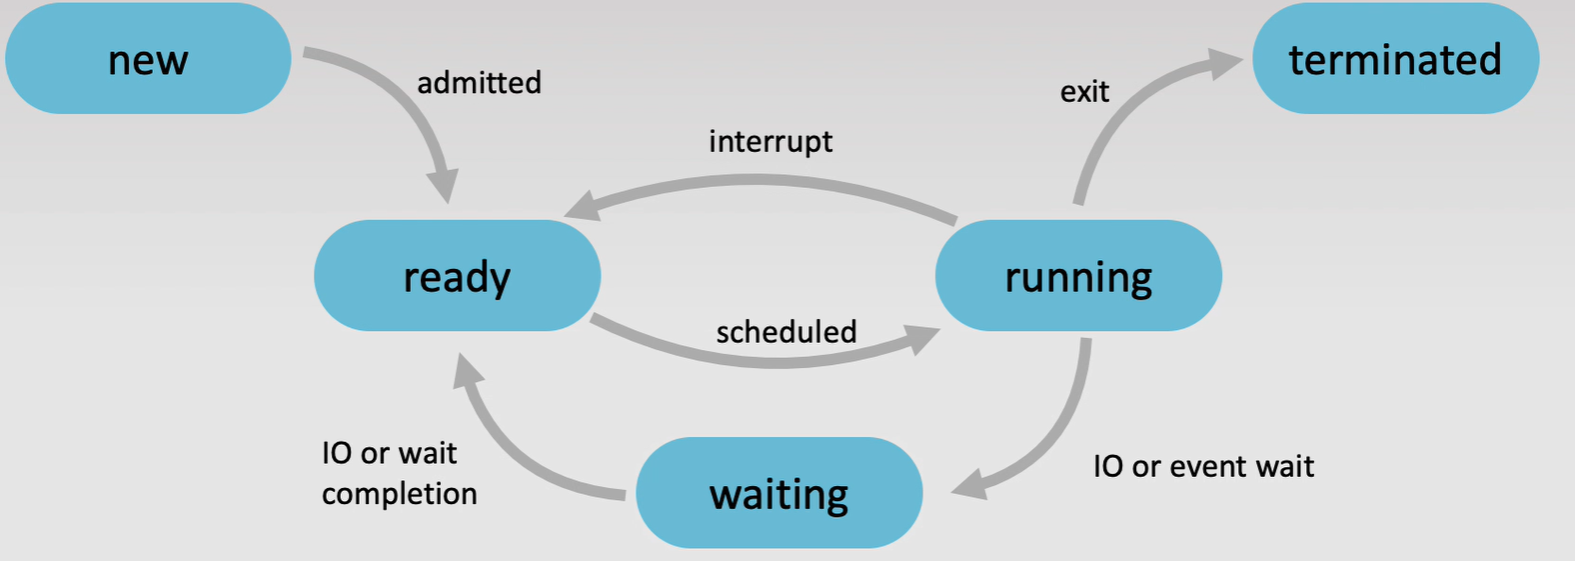 new
admitted
exit
terminated
interrupt
ready
running
scheduled
IO or wait
completion
waiting
IO or event wait